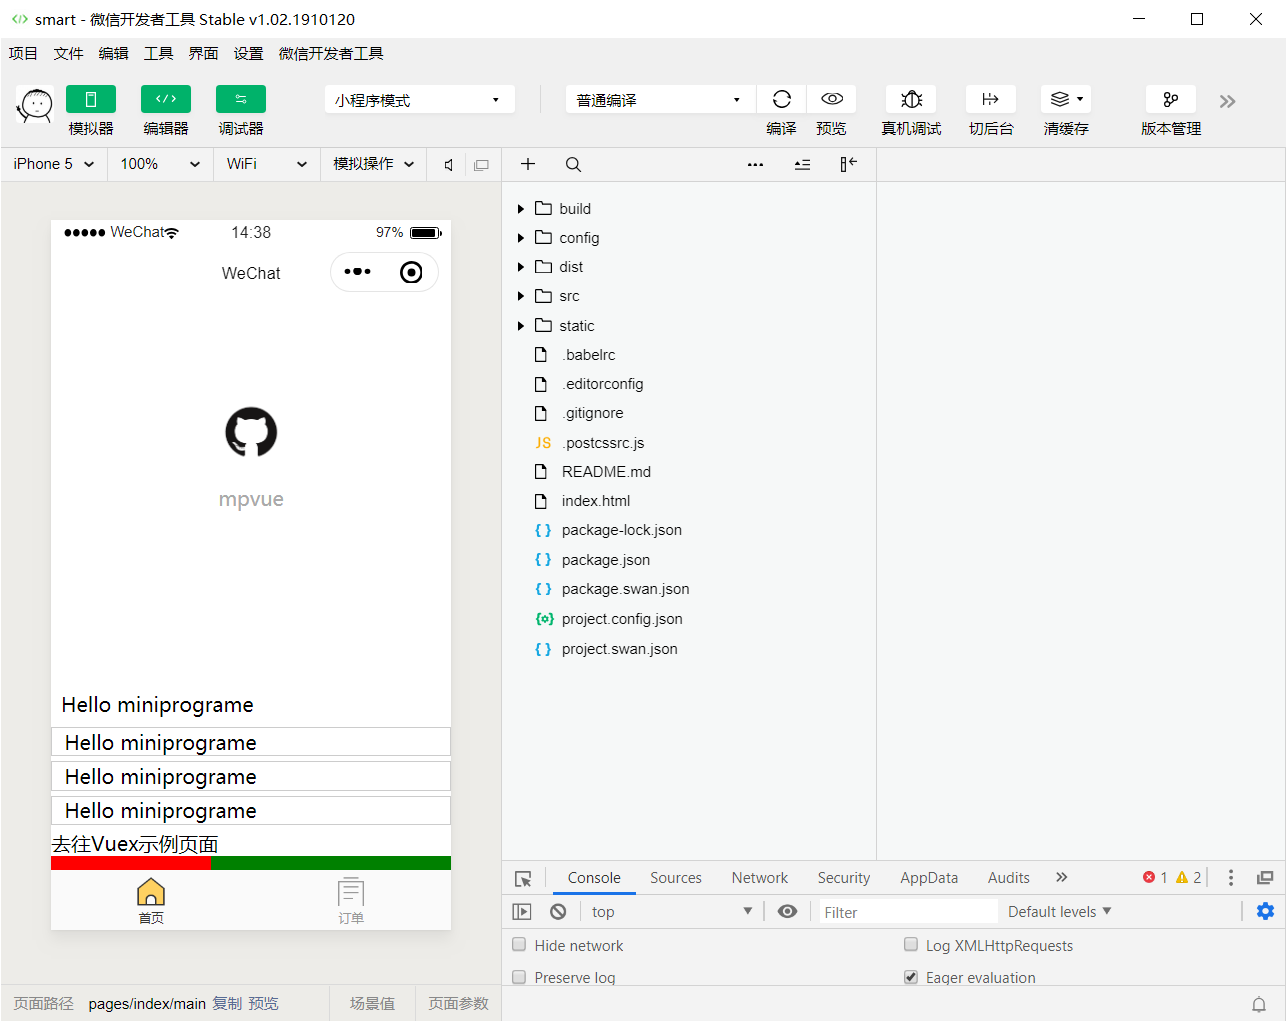 smart - 微信开发者工具 Stable v1.02.1910120
项目 文件 编辑 工具 界面 设置 微信开发者工具
小程序模式 普通编译
模拟器 编辑器 调试器 编译 预览 真机调试 切后台 清缓存 版本管理
iPhone 5 100% WiFi 模拟操作
WeChat 14:38 97%
WeChat
mpvue
Hello miniprograme
Hello miniprograme
Hello miniprograme
Hello miniprograme
去往Vuex示例页面
首页 订单
页面路径 pages/index/main 复制 预览 场景值 页面参数
build
config
dist
src
static
.babelrc
.editorconfig
.gitignore
JS .postcssrc.js
README.md
index.html
package-lock.json
package.json
package.swan.json
project.config.json
project.swan.json
Console Sources Network Security AppData Audits 1 2
top Filter Default levels
Hide network Log XMLHttpRequests
Preserve log Eager evaluation